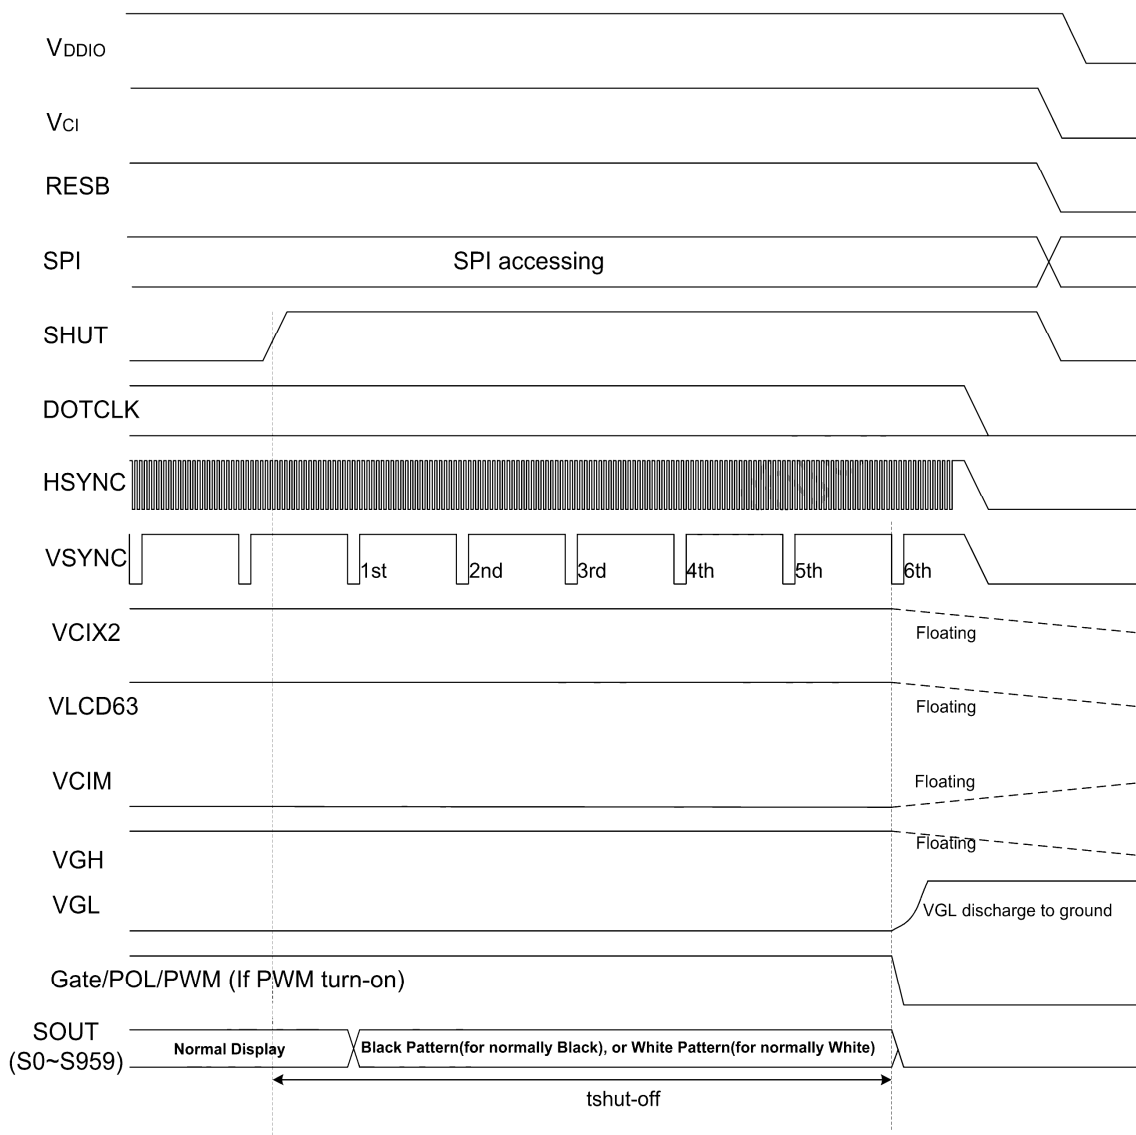 VDDIO
VCI
RESB
SPI
SPI accessing
SHUT
DOTCLK
HSYNC
VSYNC
1st
2nd
3rd
4th
5th
6th
VCIX2
Floating
VLCD63
Floating
VCIM
Floating
VGH
Floating
VGL
VGL discharge to ground
Gate/POL/PWM (If PWM turn-on)
SOUT
(S0~S959)
Normal Display
Black Pattern(for normally Black), or White Pattern(for normally White)
tshut-off